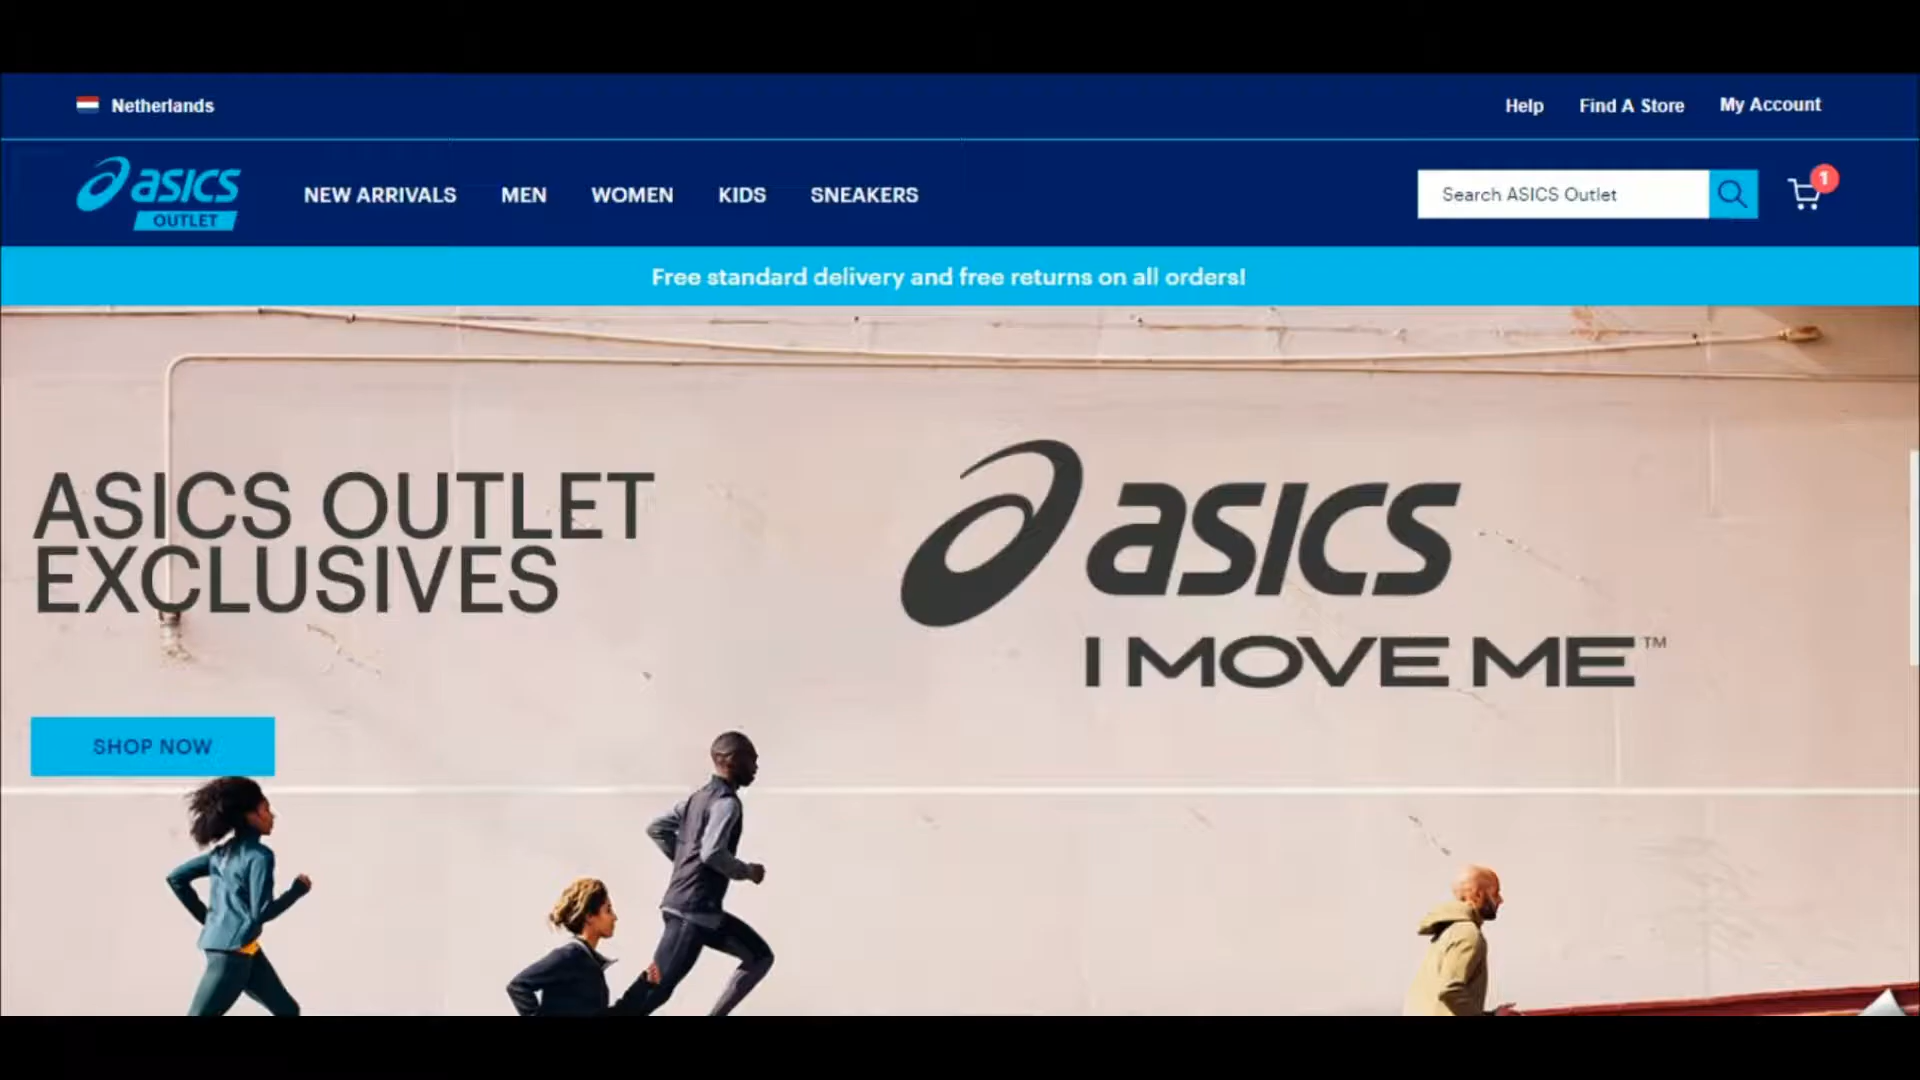 Netherlands
Help
Find A Store
My Account
asics
OUTLET
NEW ARRIVALS
MEN
WOMEN
KIDS
SNEAKERS
Search ASICS Outlet
1
Free standard delivery and free returns on all orders!
ASICS OUTLET
EXCLUSIVES
asics
I MOVE ME™
SHOP NOW